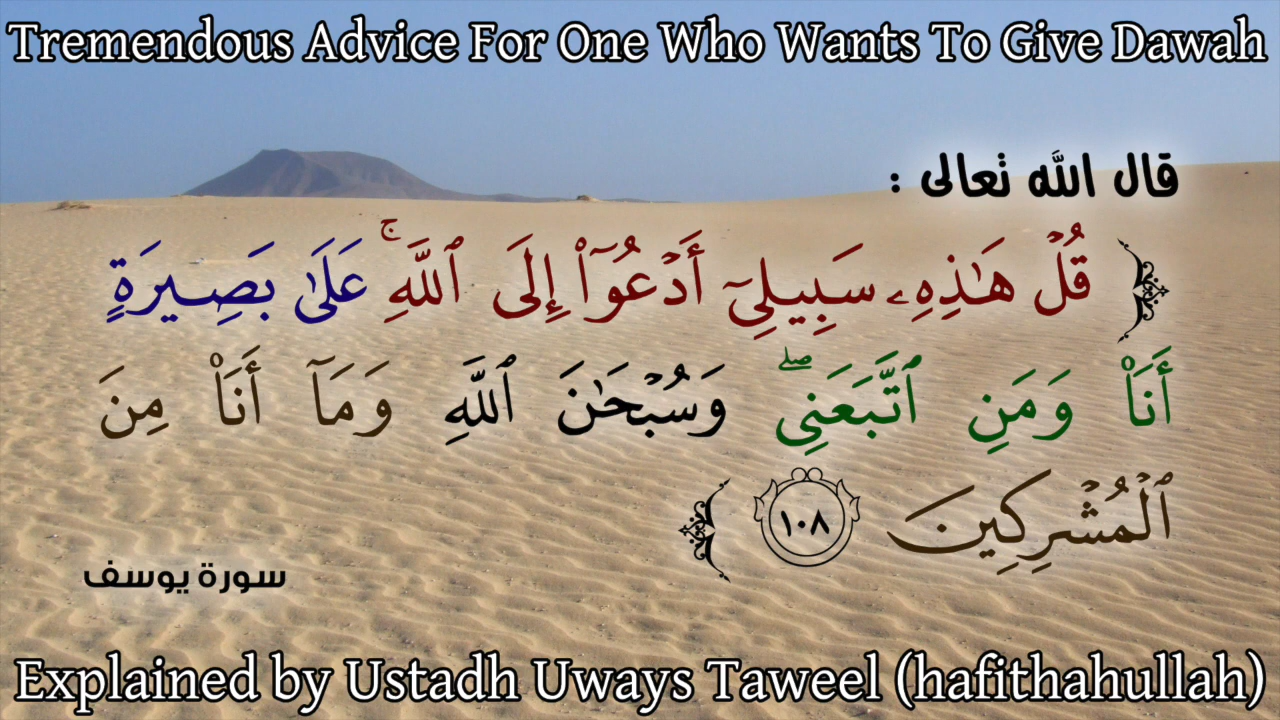 Tremendous Advice For One Who Wants To Give Dawah
قال الله تعالى :
﴿ قُلۡ هَـٰذِهِۦ سَبِيلِيٓ أَدۡعُوٓاْ إِلَى ٱللَّهِۚ عَلَىٰ بَصِيرَةٍ
أَنَا۠ وَمَنِ ٱتَّبَعَنِيۖ وَسُبۡحَـٰنَ ٱللَّهِ وَمَآ أَنَا۠ مِنَ
ٱلۡمُشۡرِكِينَ ١٠٨ ﴾
سورة يوسف
Explained by Ustadh Uways Taweel (hafithahullah)